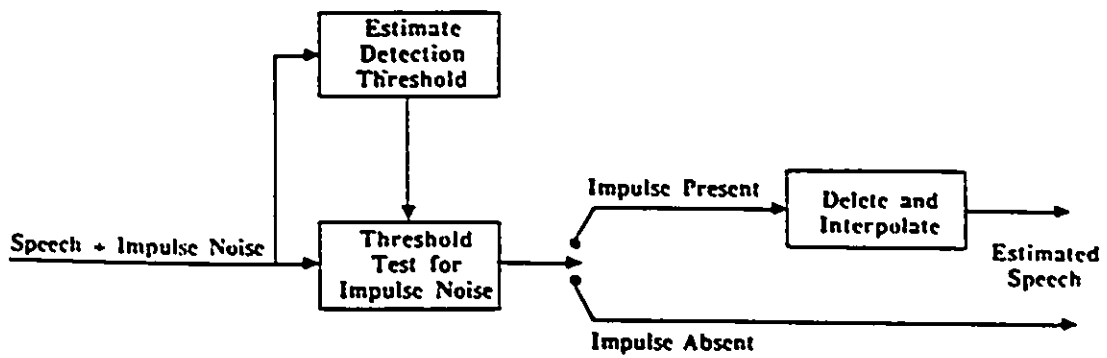 Estimate
Detection
Threshold
Speech + Impulse Noise
Threshold
Test for
Impulse Noise
Impulse Present
Delete and
Interpolate
Estimated
Speech
Impulse Absent